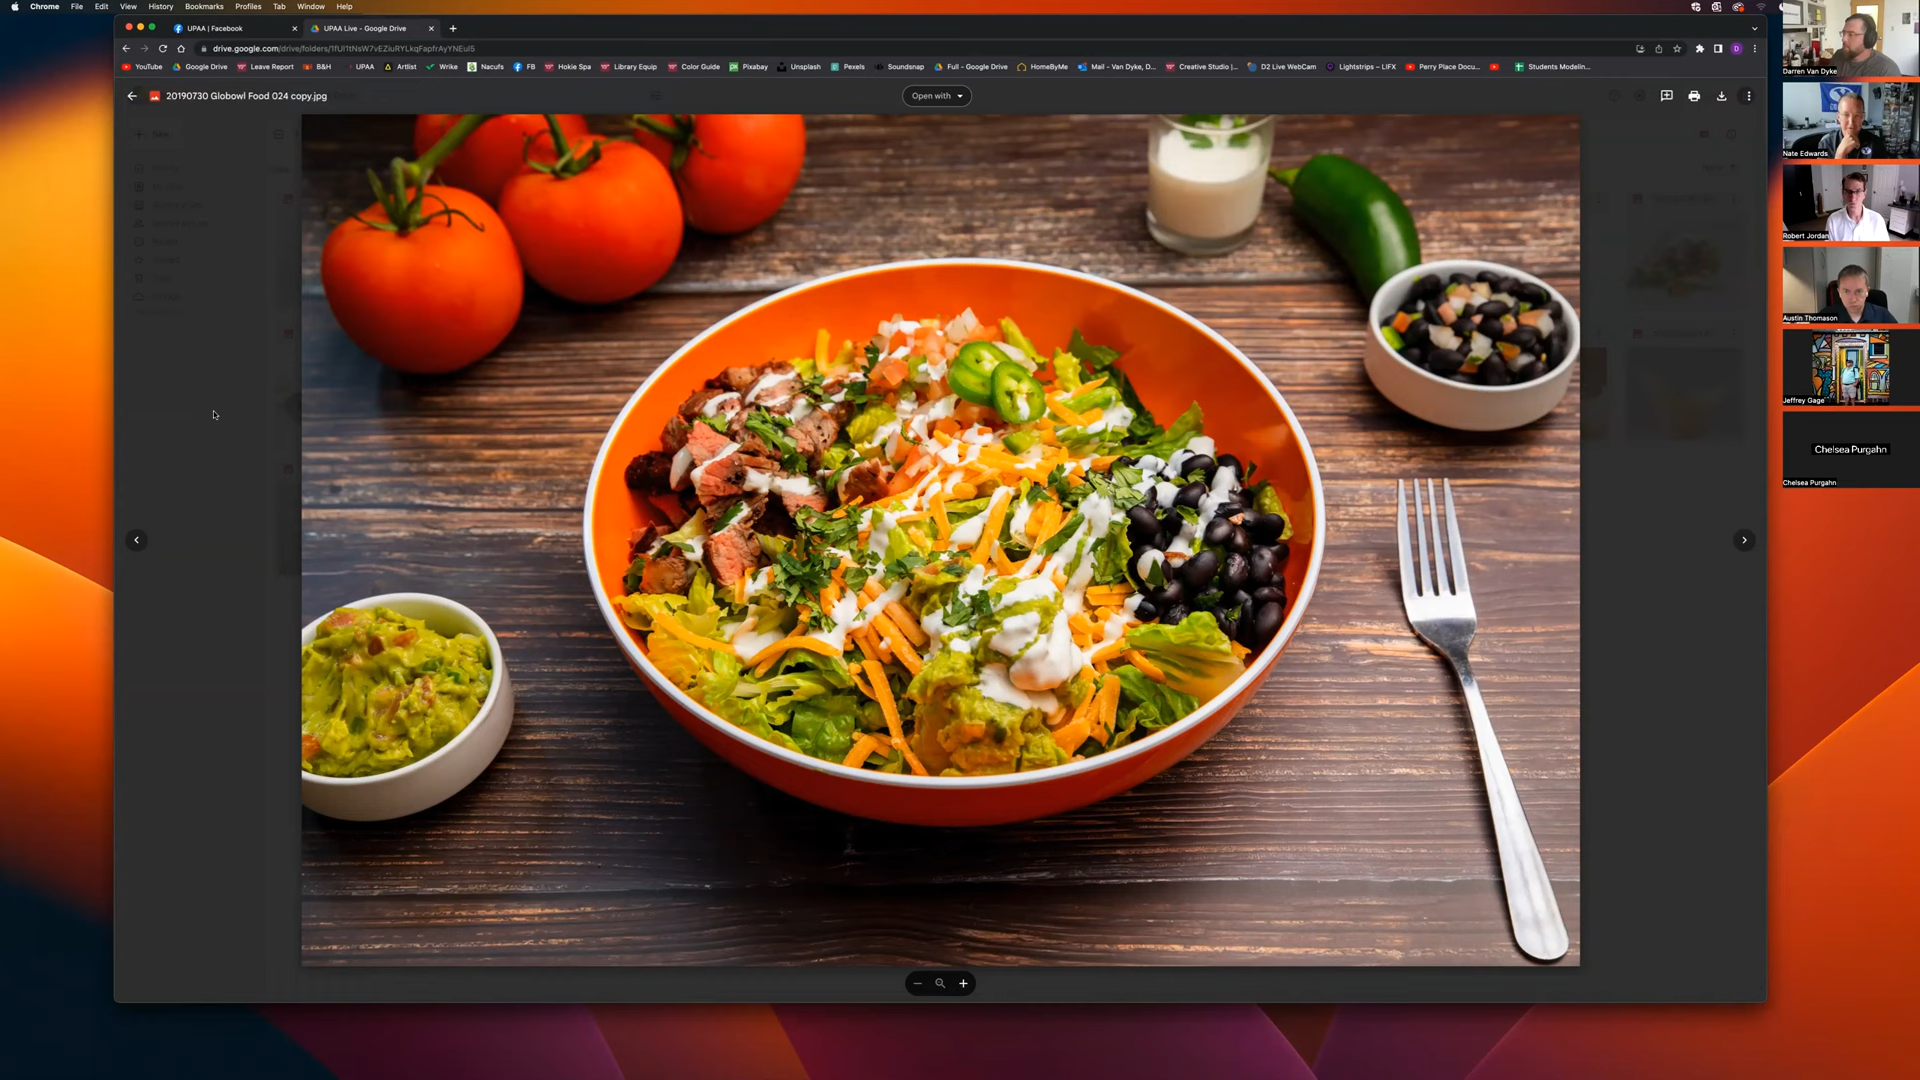 Chrome File Edit View History Bookmarks Profiles Tab Window Help
UPAA | Facebook UPAA Live - Google Drive
drive.google.com/drive/folders/1fUI1tNsW7vEZiuRYLkqFapfrAyYNEuI5
YouTube Google Drive Leave Report B&H UPAA Artlist Wrike Nacufs FB Hokie Spa Library Equip Color Guide Pixabay Unsplash Pexels Soundsnap Full - Google Drive HomeByMe Mail - Van Dyke, D... Creative Studio |... D2 Live WebCam Lightstrips – LIFX Perry Place Docu... Students Modelin...
20190730 Globowl Food 024 copy.jpg Open with
Darren Van Dyke
Nate Edwards
Robert Jordan
Austin Thomason
Jeffrey Gage
Chelsea Purgahn
Chelsea Purgahn